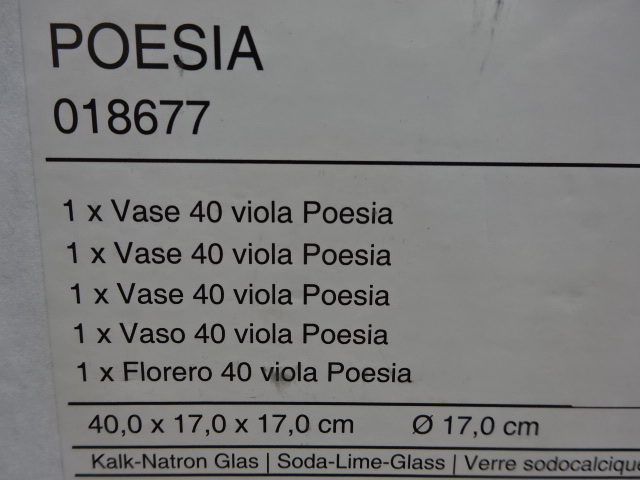 POESIA
018677
1 x Vase 40 viola Poesia
1 x Vase 40 viola Poesia
1 x Vase 40 viola Poesia
1 x Vaso 40 viola Poesia
1 x Florero 40 viola Poesia
40,0 x 17,0 x 17,0 cm Ø 17,0 cm
Kalk-Natron Glas | Soda-Lime-Glass | Verre sodocalcique